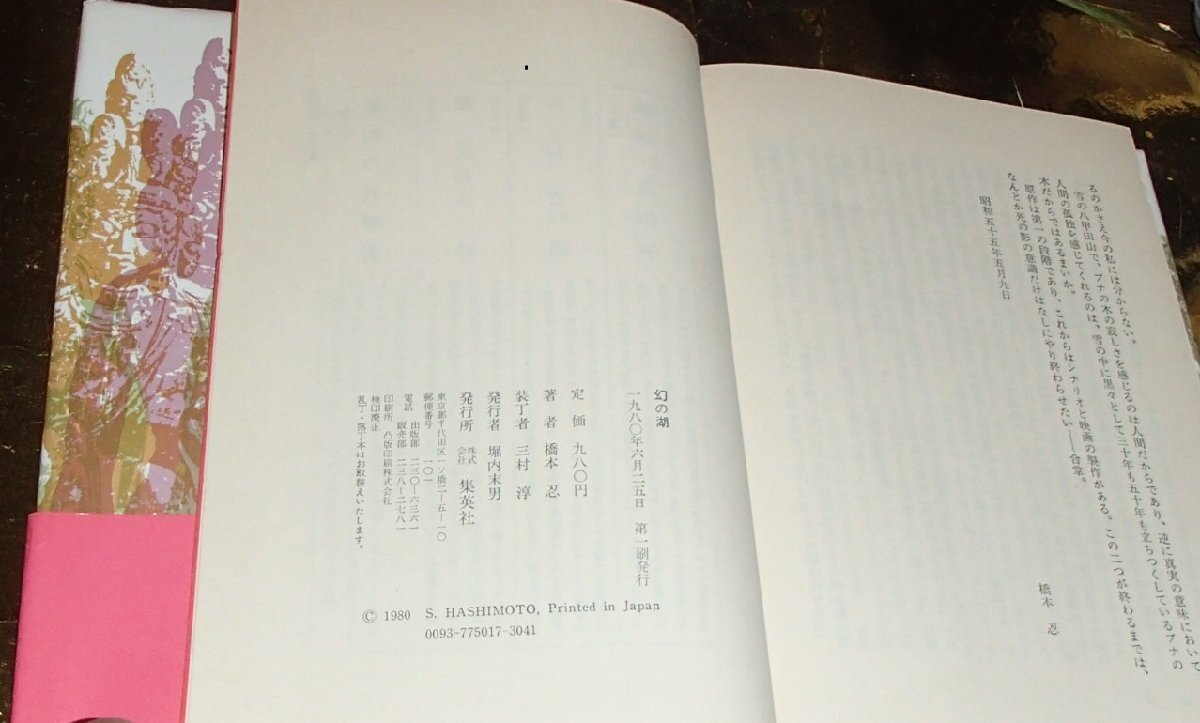 るのかさえ今の私には分からない。
雪の八甲田山で、ブナの木の寂しさを感じるのは人間だからであり、逆に真実の意味において
人間の孤独を感じてくれるのは、雪の中に黒々として三十年も五十年も立ちつくしているブナの
木だからではあるまいか。
原作は第一の段階であり、これからはシナリオと映画の製作がある。この二つが終わるまでは、
なんとか死の影の意識だけはなしにやり終わらせたい――合掌。
昭和五十五年五月九日
橋本 忍
幻の湖
一九八〇年六月二五日 第一刷発行
定 価 九八〇円
著 者 橋本 忍
装丁者 三村 淳
発行者 堀内末男
発行所 株式会社 集英社
東京都千代田区一ツ橋二-五-一〇
郵便番号 一〇一
電話 出版部 二三〇-六三六一
販売部 二三八-二七八一
印刷所 凸版印刷株式会社
検印廃止
乱丁・落丁本はお取替えいたします。
© 1980 S. HASHIMOTO, Printed in Japan
0093-775017-3041